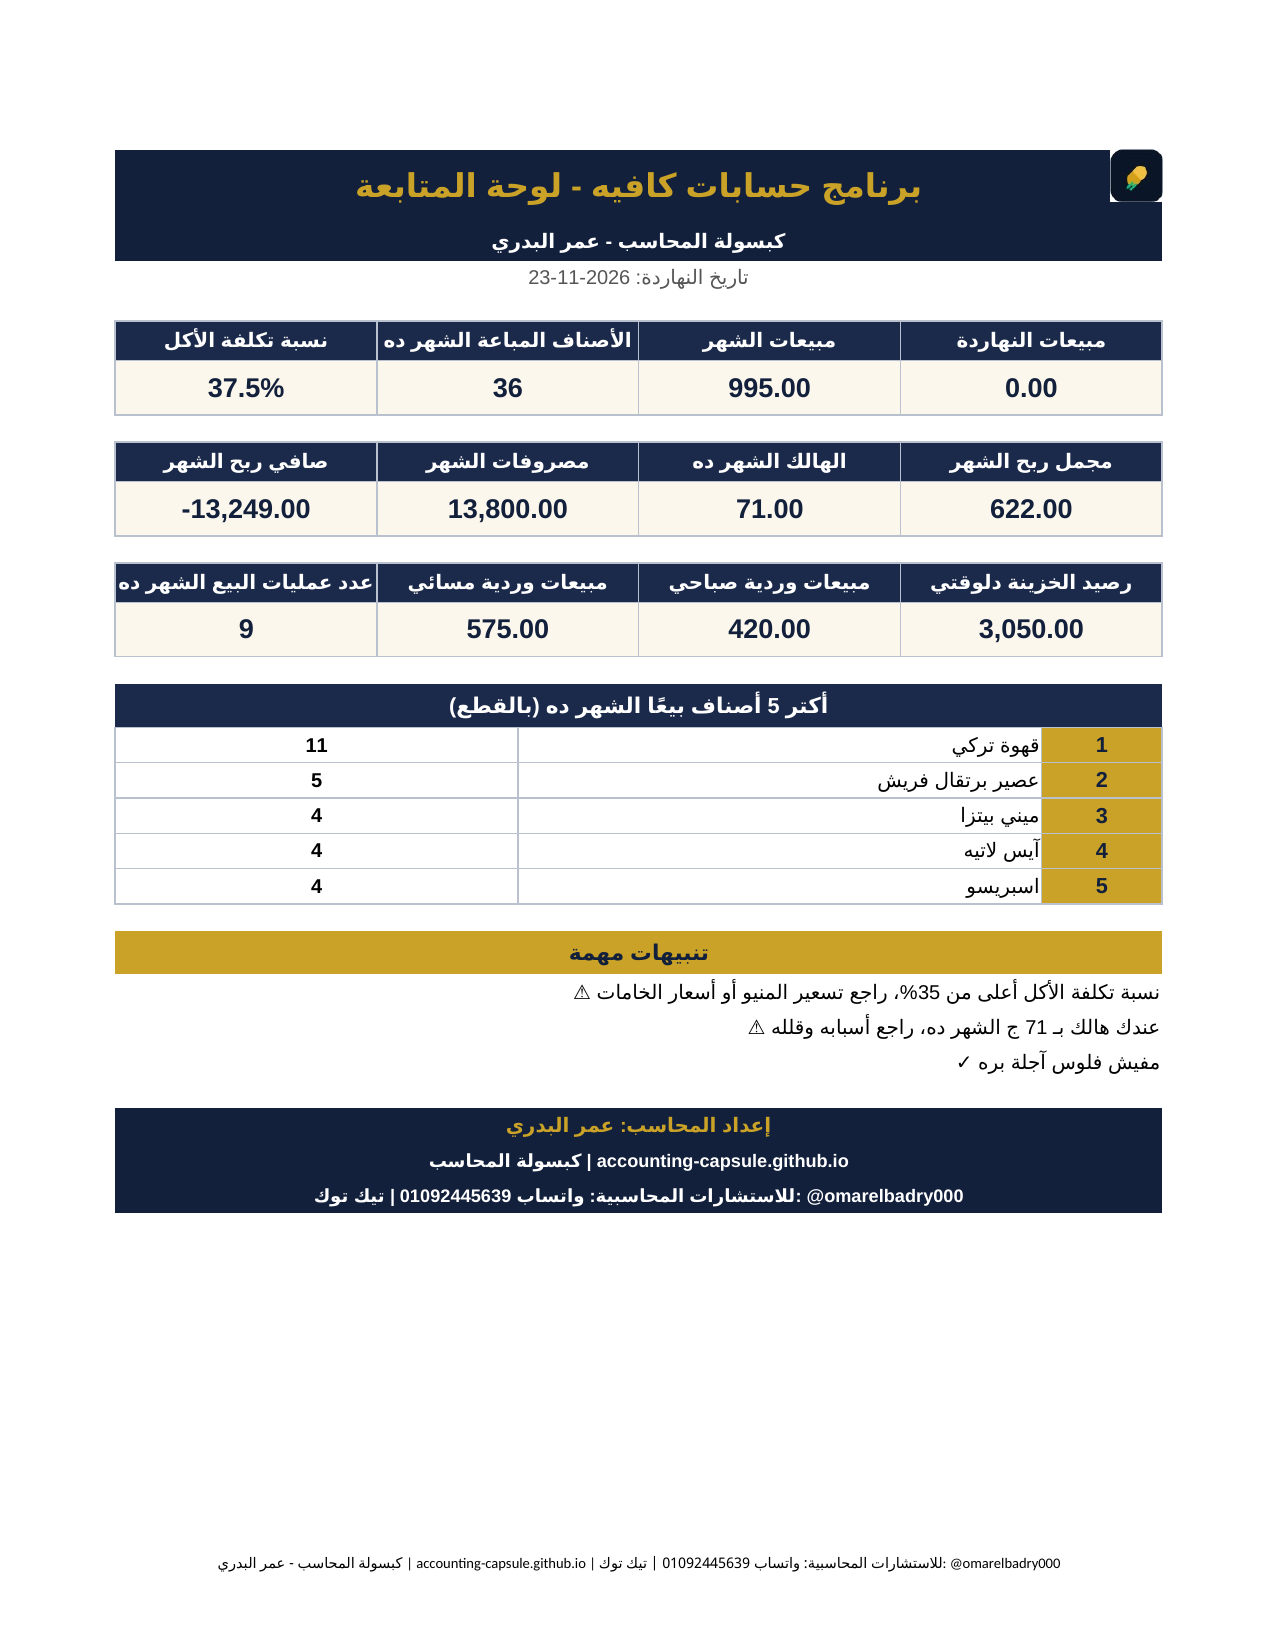 برنامج حسابات كافيه - لوحة المتابعة
كبسولة المحاسب - عمر البدري
تاريخ النهاردة: 2026-11-23
مبيعات النهاردة مبيعات الشهر الأصناف المباعة الشهر ده نسبة تكلفة الأكل
0.00 995.00 36 37.5%
مجمل ربح الشهر الهالك الشهر ده مصروفات الشهر صافي ربح الشهر
622.00 71.00 13,800.00 -13,249.00
رصيد الخزينة دلوقتي مبيعات وردية صباحي مبيعات وردية مسائي عدد عمليات البيع الشهر ده
3,050.00 420.00 575.00 9
أكتر 5 أصناف بيعًا الشهر ده (بالقطع)
1 قهوة تركي 11
2 عصير برتقال فريش 5
3 ميني بيتزا 4
4 آيس لاتيه 4
5 اسبريسو 4
تنبيهات مهمة
نسبة تكلفة الأكل أعلى من 35%، راجع تسعير المنيو أو أسعار الخامات ⚠
عندك هالك بـ 71 ج الشهر ده، راجع أسبابه وقلله ⚠
مفيش فلوس آجلة بره ✓
إعداد المحاسب: عمر البدري
كبسولة المحاسب | accounting-capsule.github.io
للاستشارات المحاسبية: واتساب 01092445639 | تيك توك: @omarelbadry000
كبسولة المحاسب - عمر البدري | accounting-capsule.github.io | للاستشارات المحاسبية: واتساب 01092445639 | تيك توك: @omarelbadry000